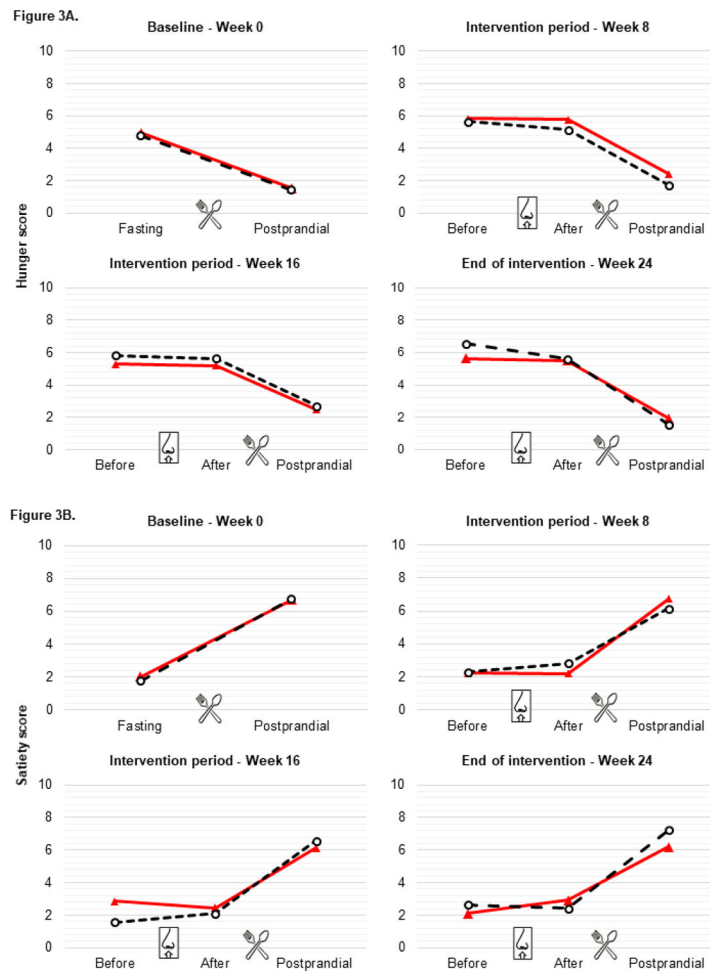 Figure 3A.
Baseline - Week 0
Intervention period - Week 8
10
8
6
4
2
0
Fasting
Postprandial
10
8
6
4
2
0
Before
After
Postprandial
Hunger score
Intervention period - Week 16
End of intervention - Week 24
10
8
6
4
2
0
Before
After
Postprandial
10
8
6
4
2
0
Before
After
Postprandial
Figure 3B.
Baseline - Week 0
Intervention period - Week 8
10
8
6
4
2
0
Fasting
Postprandial
10
8
6
4
2
0
Before
After
Postprandial
Satiety score
Intervention period - Week 16
End of intervention - Week 24
10
8
6
4
2
0
Before
After
Postprandial
10
8
6
4
2
0
Before
After
Postprandial